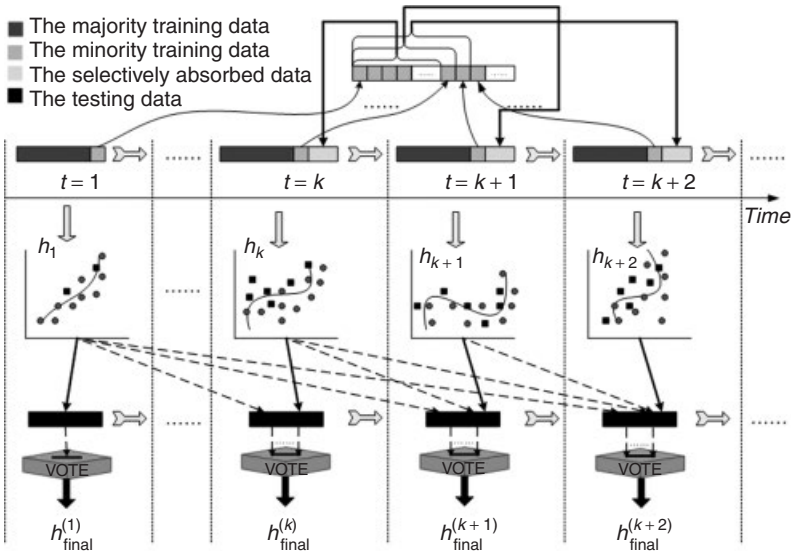 The majority training data
The minority training data
The selectively absorbed data
The testing data
...... ......
...... ......
...... ......
t = 1 t = k t = k + 1 t = k + 2
Time
h1 hk hk+1 hk+2
......
...... ......
...... ...... ......
VOTE VOTE VOTE VOTE
h(1)final h(k)final h(k+1)final h(k+2)final